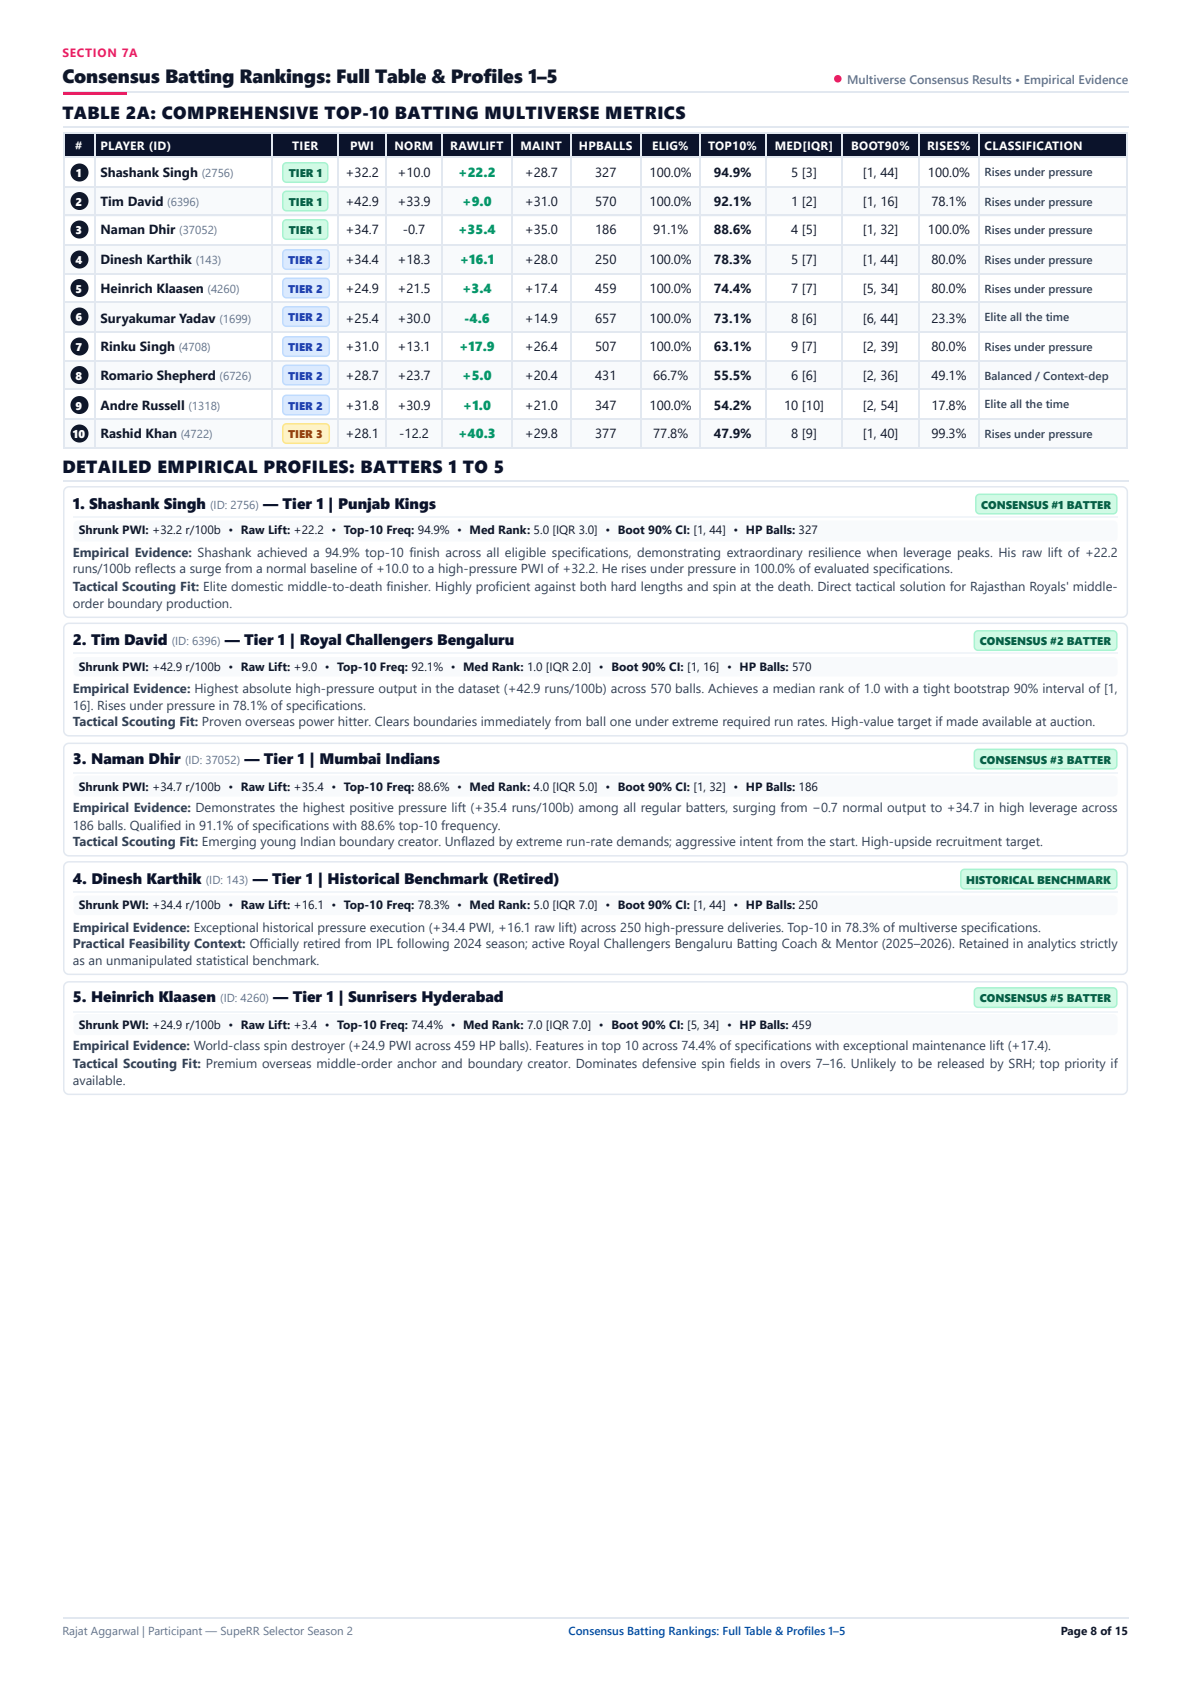 SECTION 7A
Consensus Batting Rankings: Full Table & Profiles 1–5
Multiverse Consensus Results • Empirical Evidence
TABLE 2A: COMPREHENSIVE TOP-10 BATTING MULTIVERSE METRICS
# PLAYER (ID) TIER PWI NORM RAWLIFT MAINT HPBALLS ELIG% TOP10% MED[IQR] BOOT90% RISES% CLASSIFICATION
1 Shashank Singh (2756) TIER 1 +32.2 +10.0 +22.2 +28.7 327 100.0% 94.9% 5 [3] [1, 44] 100.0% Rises under pressure
2 Tim David (6396) TIER 1 +42.9 +33.9 +9.0 +31.0 570 100.0% 92.1% 1 [2] [1, 16] 78.1% Rises under pressure
3 Naman Dhir (37052) TIER 1 +34.7 -0.7 +35.4 +35.0 186 91.1% 88.6% 4 [5] [1, 32] 100.0% Rises under pressure
4 Dinesh Karthik (143) TIER 2 +34.4 +18.3 +16.1 +28.0 250 100.0% 78.3% 5 [7] [1, 44] 80.0% Rises under pressure
5 Heinrich Klaasen (4260) TIER 2 +24.9 +21.5 +3.4 +17.4 459 100.0% 74.4% 7 [7] [5, 34] 80.0% Rises under pressure
6 Suryakumar Yadav (1699) TIER 2 +25.4 +30.0 -4.6 +14.9 657 100.0% 73.1% 8 [6] [6, 44] 23.3% Elite all the time
7 Rinku Singh (4708) TIER 2 +31.0 +13.1 +17.9 +26.4 507 100.0% 63.1% 9 [7] [2, 39] 80.0% Rises under pressure
8 Romario Shepherd (6726) TIER 2 +28.7 +23.7 +5.0 +20.4 431 66.7% 55.5% 6 [6] [2, 36] 49.1% Balanced / Context-dep
9 Andre Russell (1318) TIER 2 +31.8 +30.9 +1.0 +21.0 347 100.0% 54.2% 10 [10] [2, 54] 17.8% Elite all the time
10 Rashid Khan (4722) TIER 3 +28.1 -12.2 +40.3 +29.8 377 77.8% 47.9% 8 [9] [1, 40] 99.3% Rises under pressure
DETAILED EMPIRICAL PROFILES: BATTERS 1 TO 5
1. Shashank Singh (ID: 2756) — Tier 1 | Punjab Kings CONSENSUS #1 BATTER
Shrunk PWI: +32.2 r/100b • Raw Lift: +22.2 • Top-10 Freq: 94.9% • Med Rank: 5.0 [IQR 3.0] • Boot 90% CI: [1, 44] • HP Balls: 327
Empirical Evidence: Shashank achieved a 94.9% top-10 finish across all eligible specifications, demonstrating extraordinary resilience when leverage peaks. His raw lift of +22.2
runs/100b reflects a surge from a normal baseline of +10.0 to a high-pressure PWI of +32.2. He rises under pressure in 100.0% of evaluated specifications.
Tactical Scouting Fit: Elite domestic middle-to-death finisher. Highly proficient against both hard lengths and spin at the death. Direct tactical solution for Rajasthan Royals' middle-
order boundary production.
2. Tim David (ID: 6396) — Tier 1 | Royal Challengers Bengaluru CONSENSUS #2 BATTER
Shrunk PWI: +42.9 r/100b • Raw Lift: +9.0 • Top-10 Freq: 92.1% • Med Rank: 1.0 [IQR 2.0] • Boot 90% CI: [1, 16] • HP Balls: 570
Empirical Evidence: Highest absolute high-pressure output in the dataset (+42.9 runs/100b) across 570 balls. Achieves a median rank of 1.0 with a tight bootstrap 90% interval of [1,
16]. Rises under pressure in 78.1% of specifications.
Tactical Scouting Fit: Proven overseas power hitter. Clears boundaries immediately from ball one under extreme required run rates. High-value target if made available at auction.
3. Naman Dhir (ID: 37052) — Tier 1 | Mumbai Indians CONSENSUS #3 BATTER
Shrunk PWI: +34.7 r/100b • Raw Lift: +35.4 • Top-10 Freq: 88.6% • Med Rank: 4.0 [IQR 5.0] • Boot 90% CI: [1, 32] • HP Balls: 186
Empirical Evidence: Demonstrates the highest positive pressure lift (+35.4 runs/100b) among all regular batters, surging from −0.7 normal output to +34.7 in high leverage across
186 balls. Qualified in 91.1% of specifications with 88.6% top-10 frequency.
Tactical Scouting Fit: Emerging young Indian boundary creator. Unflazed by extreme run-rate demands; aggressive intent from the start. High-upside recruitment target.
4. Dinesh Karthik (ID: 143) — Tier 1 | Historical Benchmark (Retired) HISTORICAL BENCHMARK
Shrunk PWI: +34.4 r/100b • Raw Lift: +16.1 • Top-10 Freq: 78.3% • Med Rank: 5.0 [IQR 7.0] • Boot 90% CI: [1, 44] • HP Balls: 250
Empirical Evidence: Exceptional historical pressure execution (+34.4 PWI, +16.1 raw lift) across 250 high-pressure deliveries. Top-10 in 78.3% of multiverse specifications.
Practical Feasibility Context: Officially retired from IPL following 2024 season; active Royal Challengers Bengaluru Batting Coach & Mentor (2025–2026). Retained in analytics strictly
as an unmanipulated statistical benchmark.
5. Heinrich Klaasen (ID: 4260) — Tier 1 | Sunrisers Hyderabad CONSENSUS #5 BATTER
Shrunk PWI: +24.9 r/100b • Raw Lift: +3.4 • Top-10 Freq: 74.4% • Med Rank: 7.0 [IQR 7.0] • Boot 90% CI: [5, 34] • HP Balls: 459
Empirical Evidence: World-class spin destroyer (+24.9 PWI across 459 HP balls). Features in top 10 across 74.4% of specifications with exceptional maintenance lift (+17.4).
Tactical Scouting Fit: Premium overseas middle-order anchor and boundary creator. Dominates defensive spin fields in overs 7–16. Unlikely to be released by SRH; top priority if
available.
Rajat Aggarwal | Participant — SupeRR Selector Season 2 Consensus Batting Rankings: Full Table & Profiles 1–5 Page 8 of 15